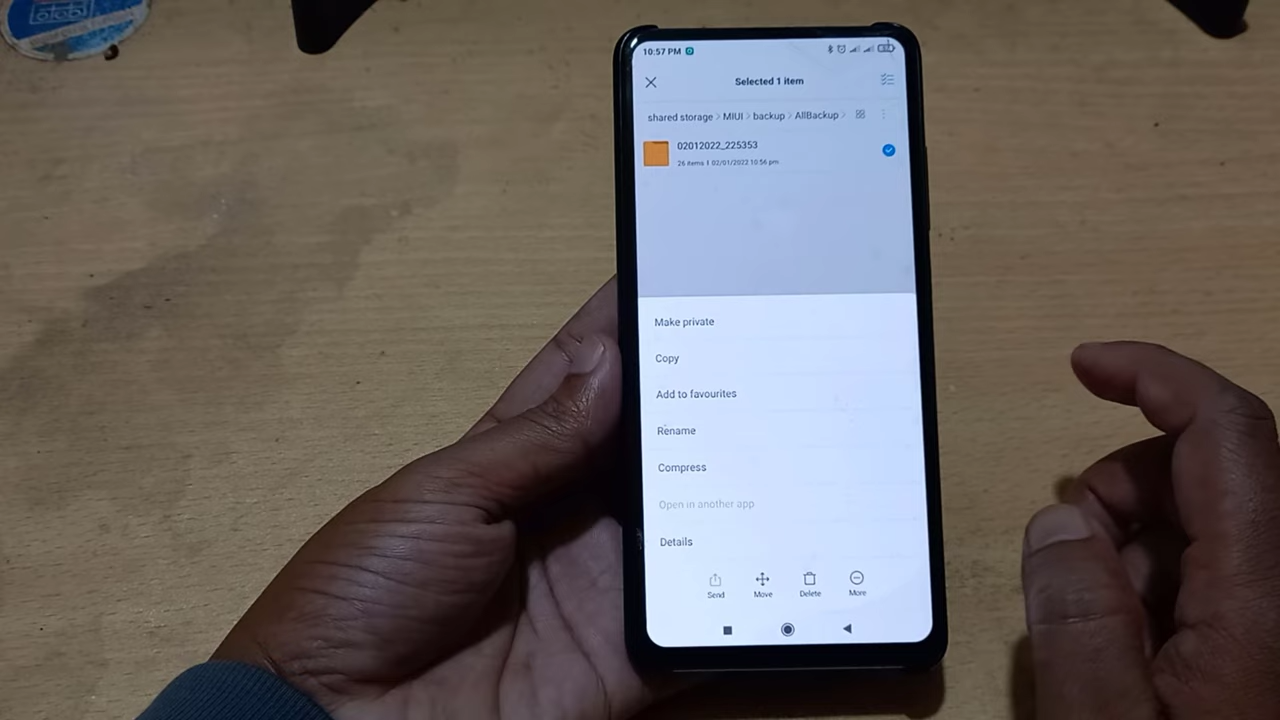 10:57 PM
Selected 1 item
shared storage > MIUI > backup > AllBackup >
02012022_225353
26 items | 02/01/2022 10:56 pm
Make private
Copy
Add to favourites
Rename
Compress
Open in another app
Details
Send Move Delete More